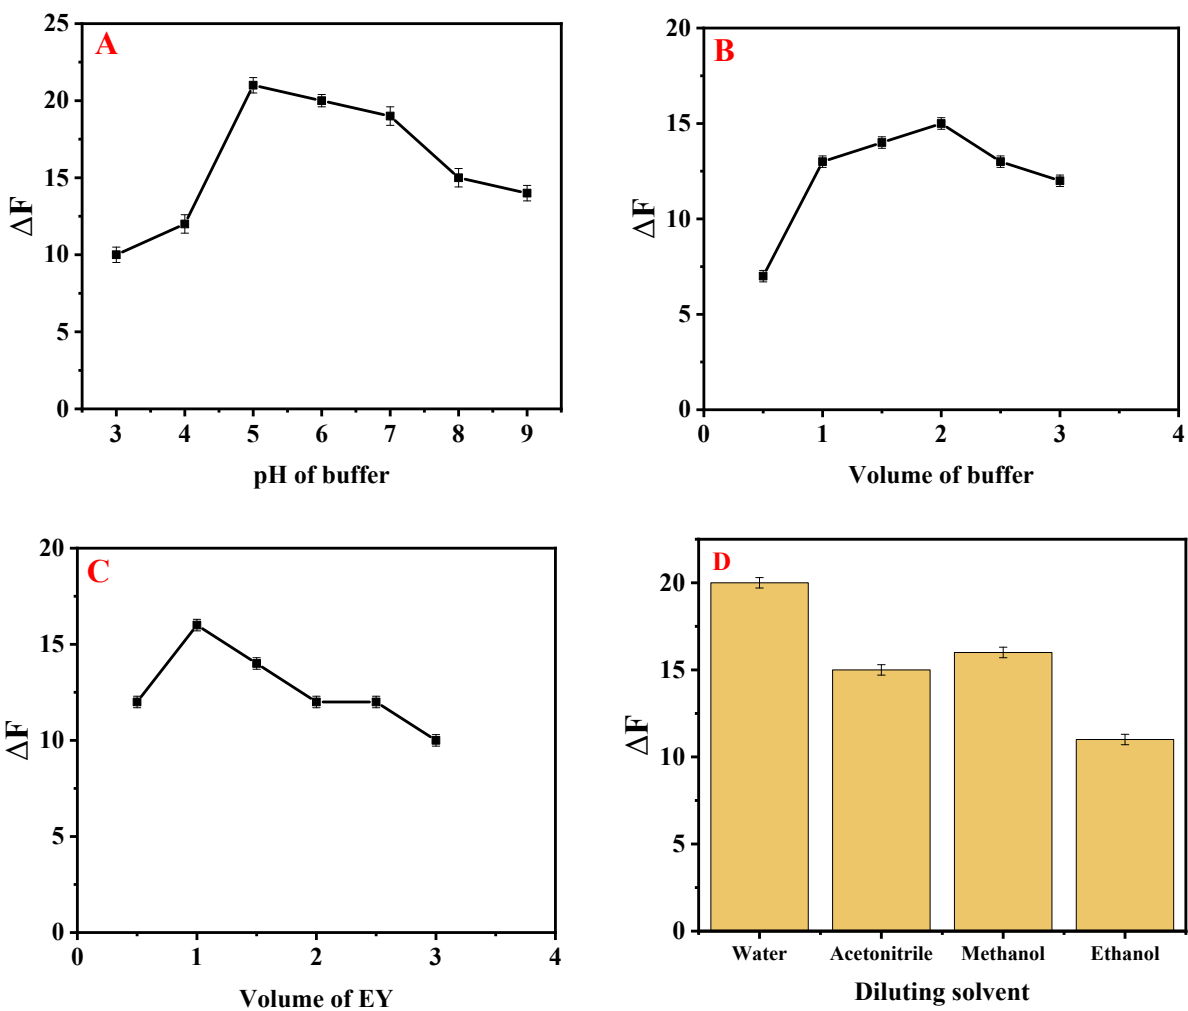 A
25
20
15
10
5
0
ΔF
3 4 5 6 7 8 9
pH of buffer
B
20
15
10
5
0
ΔF
0 1 2 3 4
Volume of buffer
C
20
15
10
5
0
ΔF
0 1 2 3 4
Volume of EY
D
20
15
10
5
0
ΔF
Water Acetonitrile Methanol Ethanol
Diluting solvent